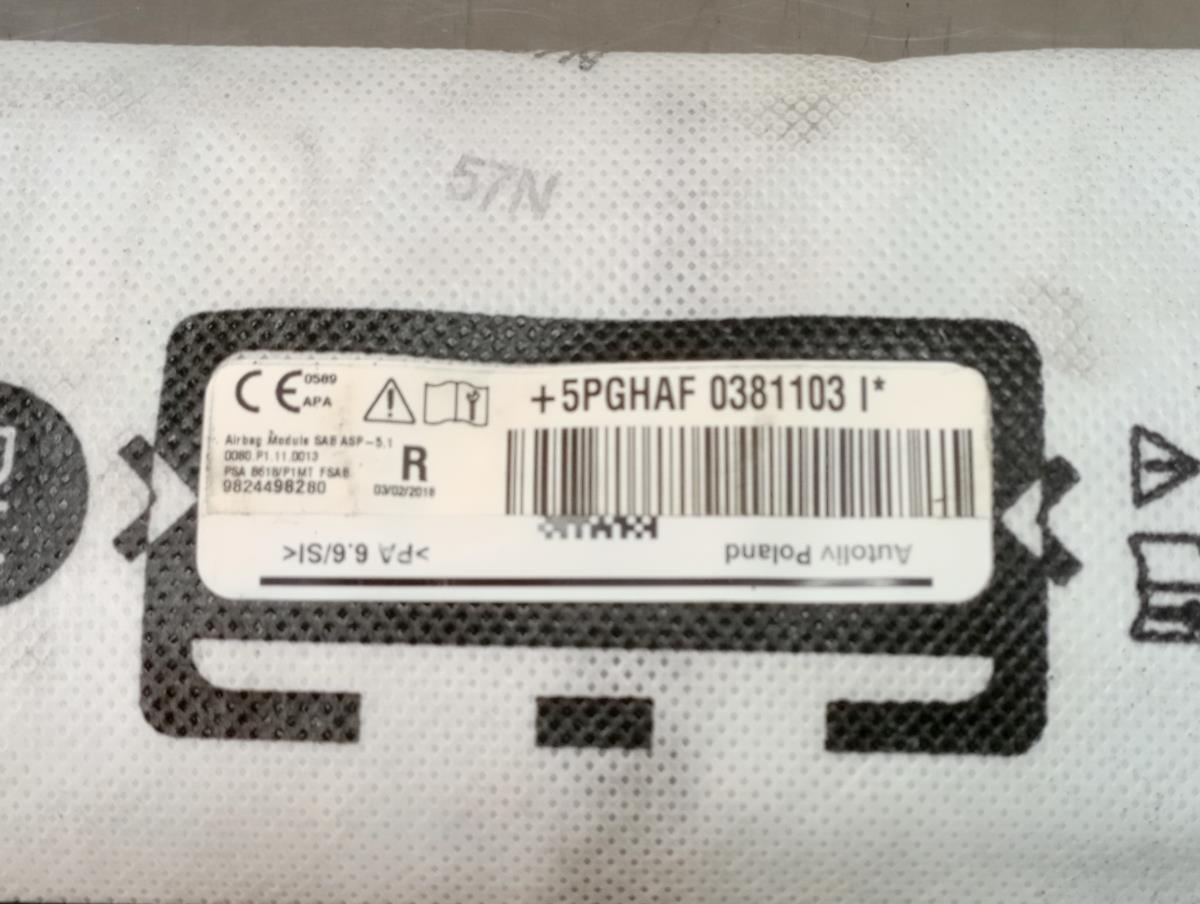 57N
CE 0589
APA
+5PGHAF 0381103 I*
Airbag Module SAB ASP-5.1
0080.P1.11.0013
PSA B618/P1MT FSAB
9824498280
R
03/02/2018
>PA 6.6/SI<
Autoliv Poland